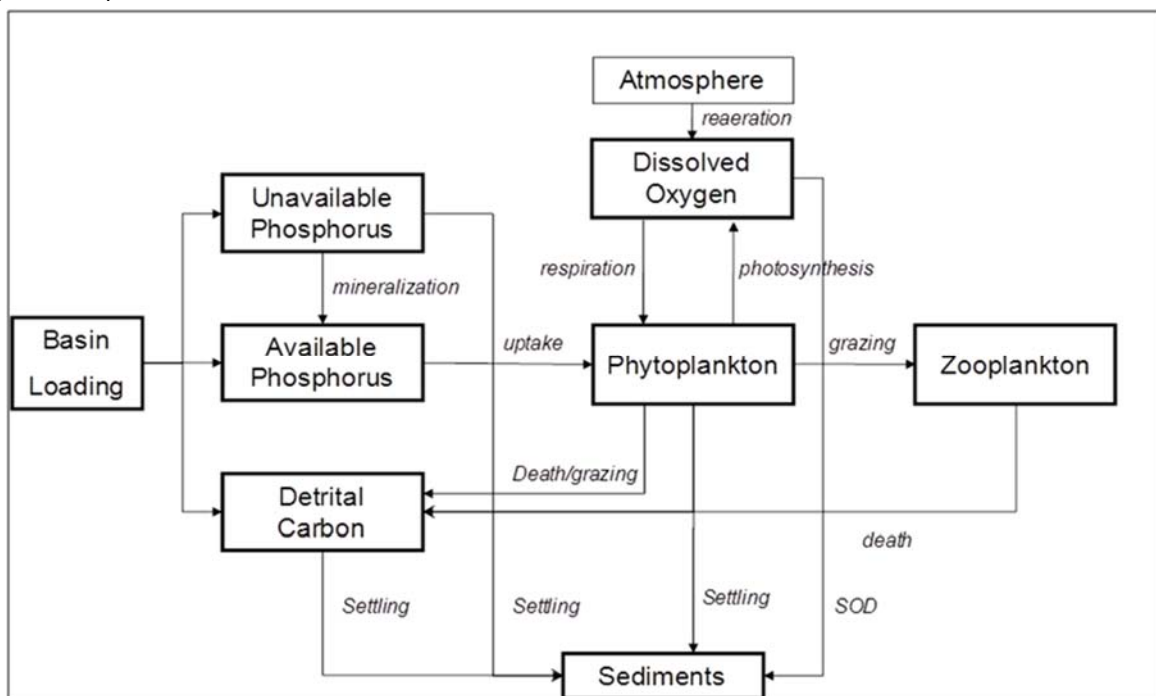 Atmosphere
reaeration
Dissolved
Oxygen
Unavailable
Phosphorus
respiration
photosynthesis
mineralization
Basin
Loading
Available
Phosphorus
uptake
Phytoplankton
grazing
Zooplankton
Death/grazing
Detrital
Carbon
death
Settling
Settling
Settling
SOD
Sediments